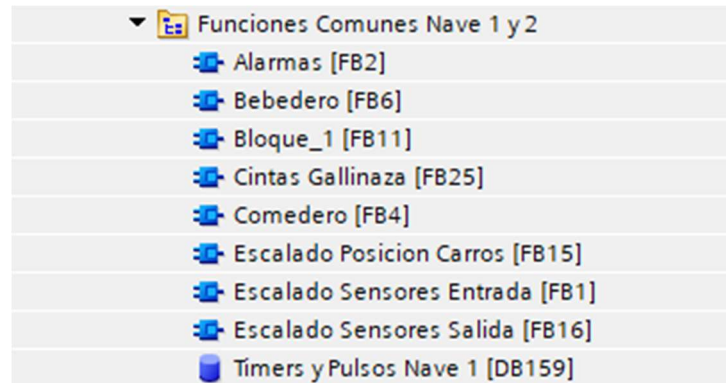 Funciones Comunes Nave 1 y 2
Alarmas [FB2]
Bebedero [FB6]
Bloque_1 [FB11]
Cintas Gallinaza [FB25]
Comedero [FB4]
Escalado Posicion Carros [FB15]
Escalado Sensores Entrada [FB1]
Escalado Sensores Salida [FB16]
Timers y Pulsos Nave 1 [DB159]